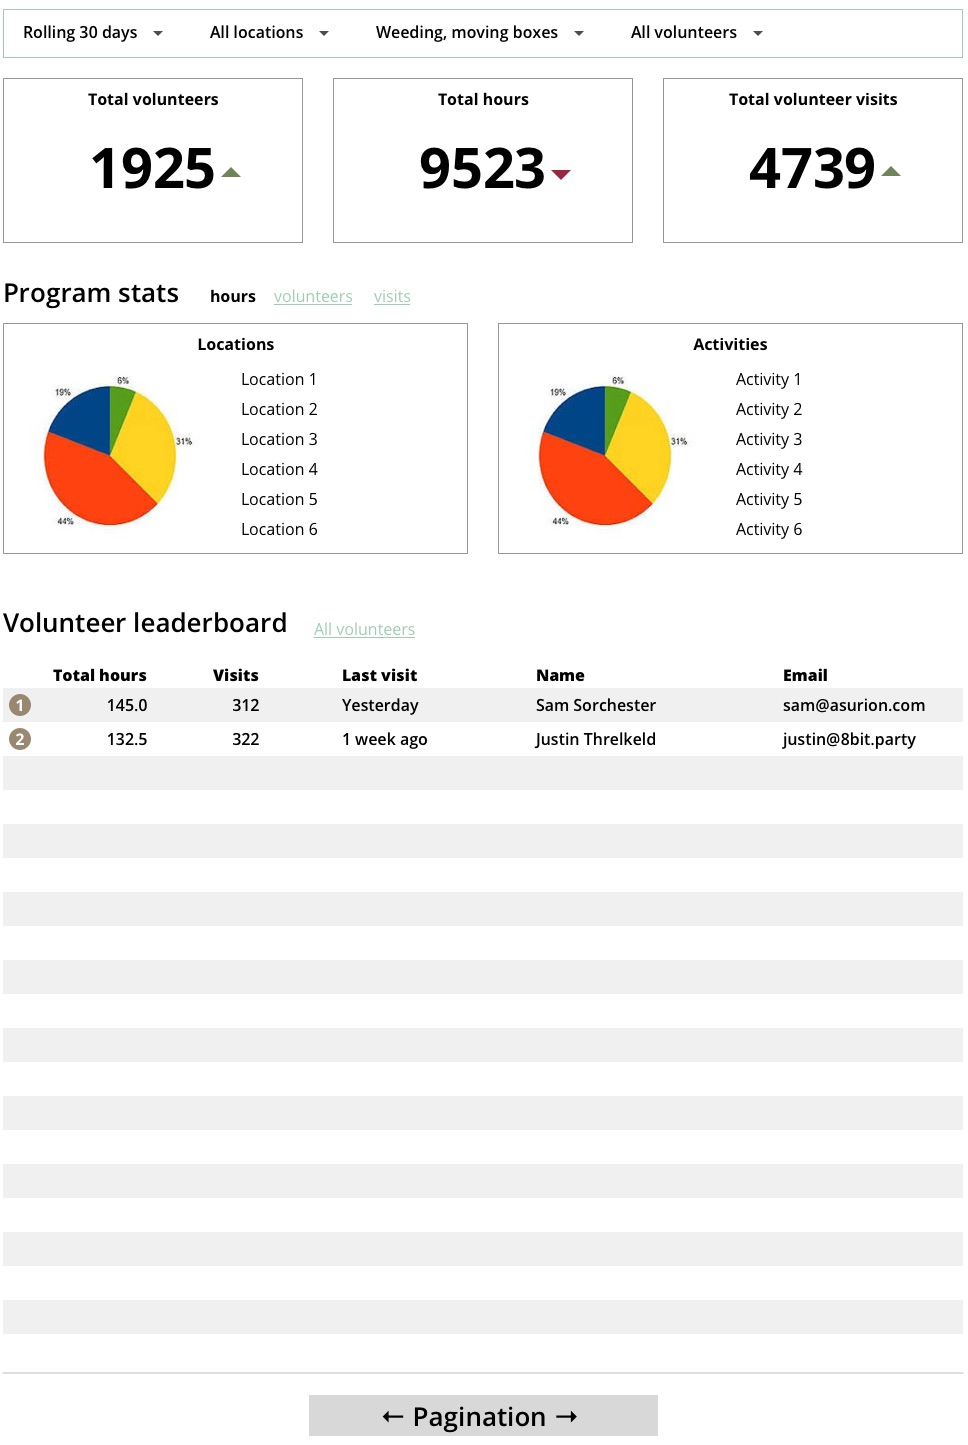 Rolling 30 days All locations Weeding, moving boxes All volunteers
Total volunteers Total hours Total volunteer visits
1925 9523 4739
Program stats hours volunteers visits
Locations Activities
6% 6%
Location 1 Activity 1
19% 19%
Location 2 Activity 2
31% Location 3 31% Activity 3
Location 4 Activity 4
Location 5 Activity 5
44% 44%
Location 6 Activity 6
Volunteer leaderboard All volunteers
Total hours Visits Last visit Name Email
1 145.0 312 Yesterday Sam Sorchester sam@asurion.com
2 132.5 322 1 week ago Justin Threlkeld justin@8bit.party
← Pagination →